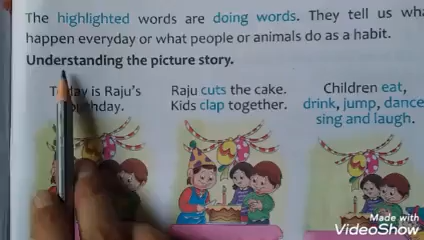 The highlighted words are doing words. They tell us
happen everyday or what people or animals do as a habit.
Understanding the picture story.
is Raju's
Raju cuts the cake.
Kids clap together.
Children eat,
drink, jump, dance
sing and laugh.
Made with
VideoShow